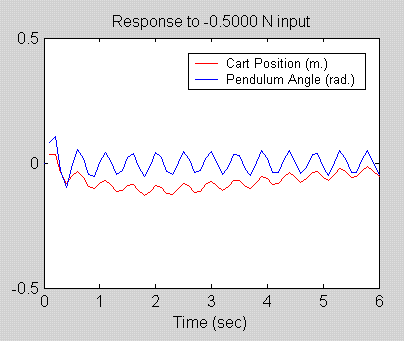 Response to -0.5000 N input
0.5
Cart Position (m.)
Pendulum Angle (rad.)
0
-0.5
0 1 2 3 4 5 6
Time (sec)